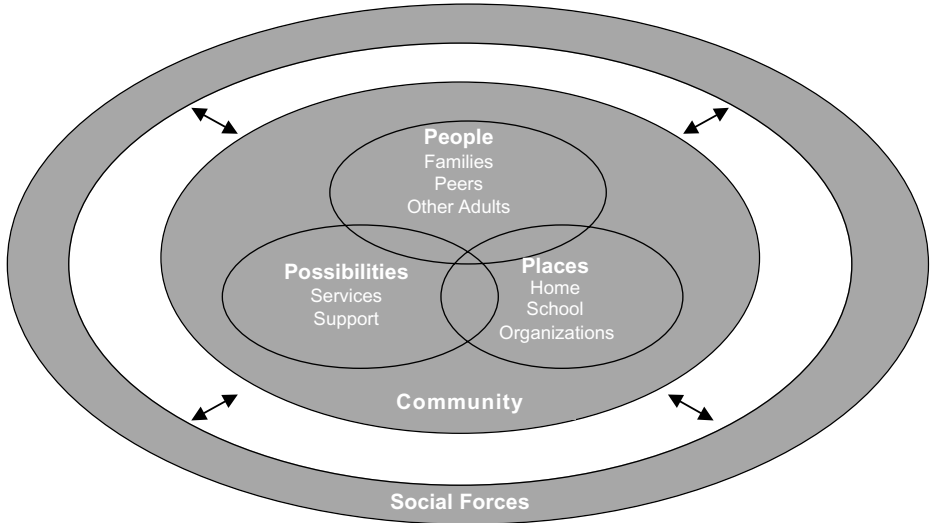 People
Families
Peers
Other Adults
Possibilities
Services
Support
Places
Home
School
Organizations
Community
Social Forces